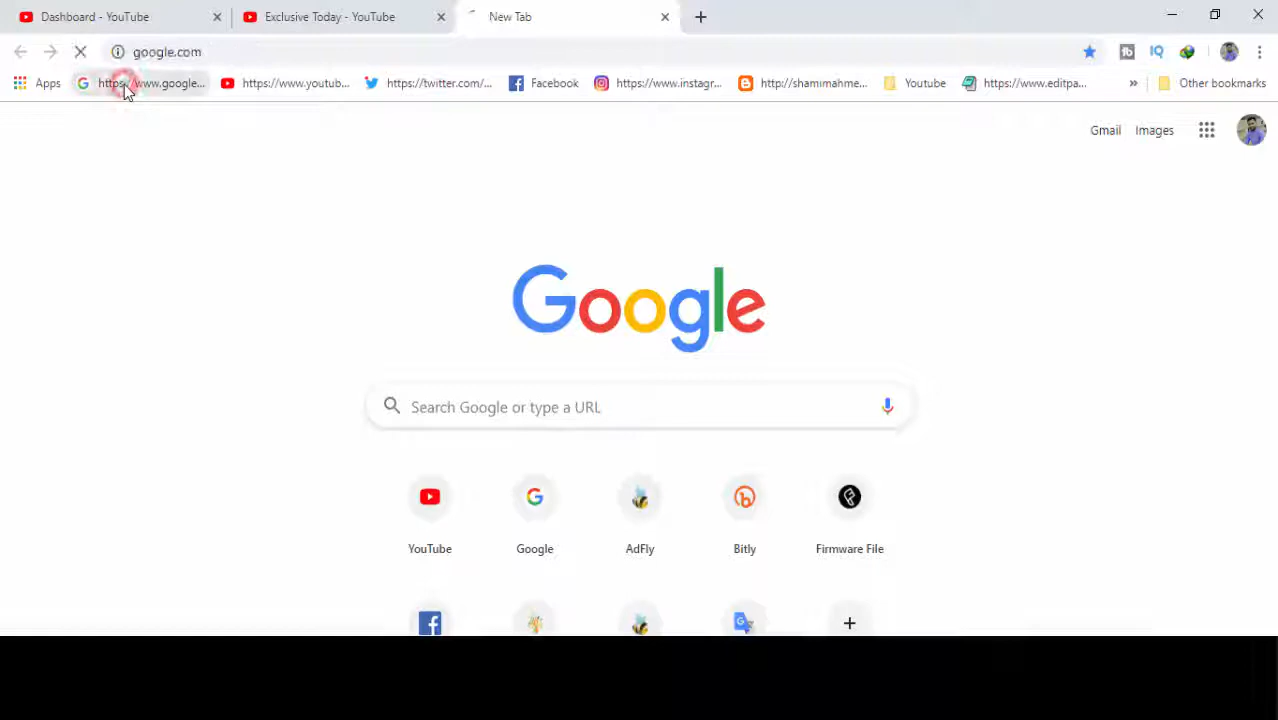 Dashboard - YouTube
Exclusive Today - YouTube
New Tab
google.com
Apps
https://www.google...
https://www.youtub...
https://twitter.com/...
Facebook
https://www.instagr...
http://shamimahme...
Youtube
https://www.editpa...
Other bookmarks
Gmail
Images
Google
Search Google or type a URL
YouTube
Google
AdFly
Bitly
Firmware File